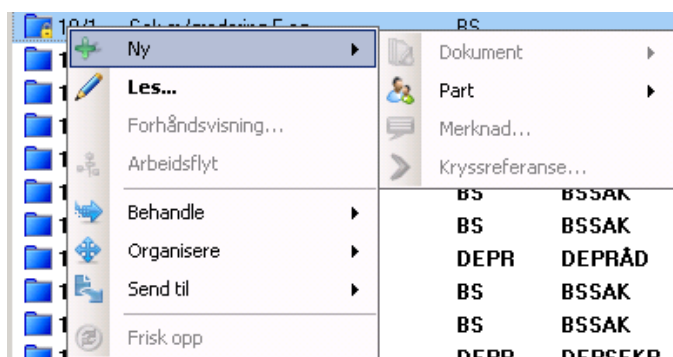 BS
Ny
Dokument
Les...
Part
Forhåndsvisning...
Merknad...
Arbeidsflyt
Kryssreferanse...
BS BSSAK
Behandle
BS BSSAK
Organisere
DEPR DEPRÅD
Send til
BS BSSAK
BS BSSAK
Frisk opp